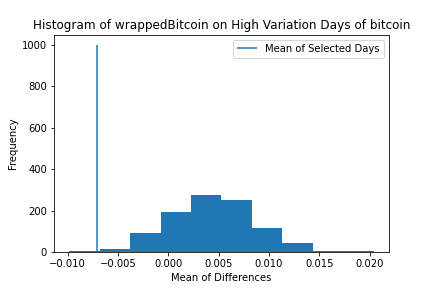 Histogram of wrappedBitcoin on High Variation Days of bitcoin
Mean of Selected Days
1000
800
600
400
200
0
Frequency
−0.010 −0.005 0.000 0.005 0.010 0.015 0.020
Mean of Differences